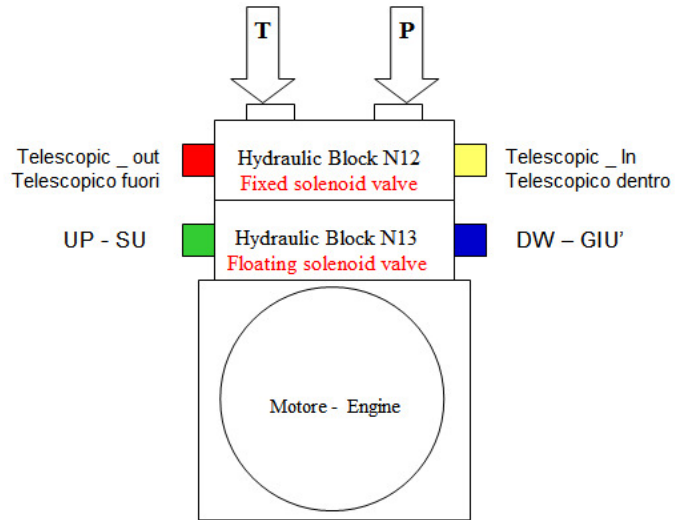 T
P
Telescopic _ out
Telescopico fuori
Hydraulic Block N12
Fixed solenoid valve
Telescopic _ In
Telescopico dentro
UP - SU
Hydraulic Block N13
Floating solenoid valve
DW – GIU'
Motore - Engine